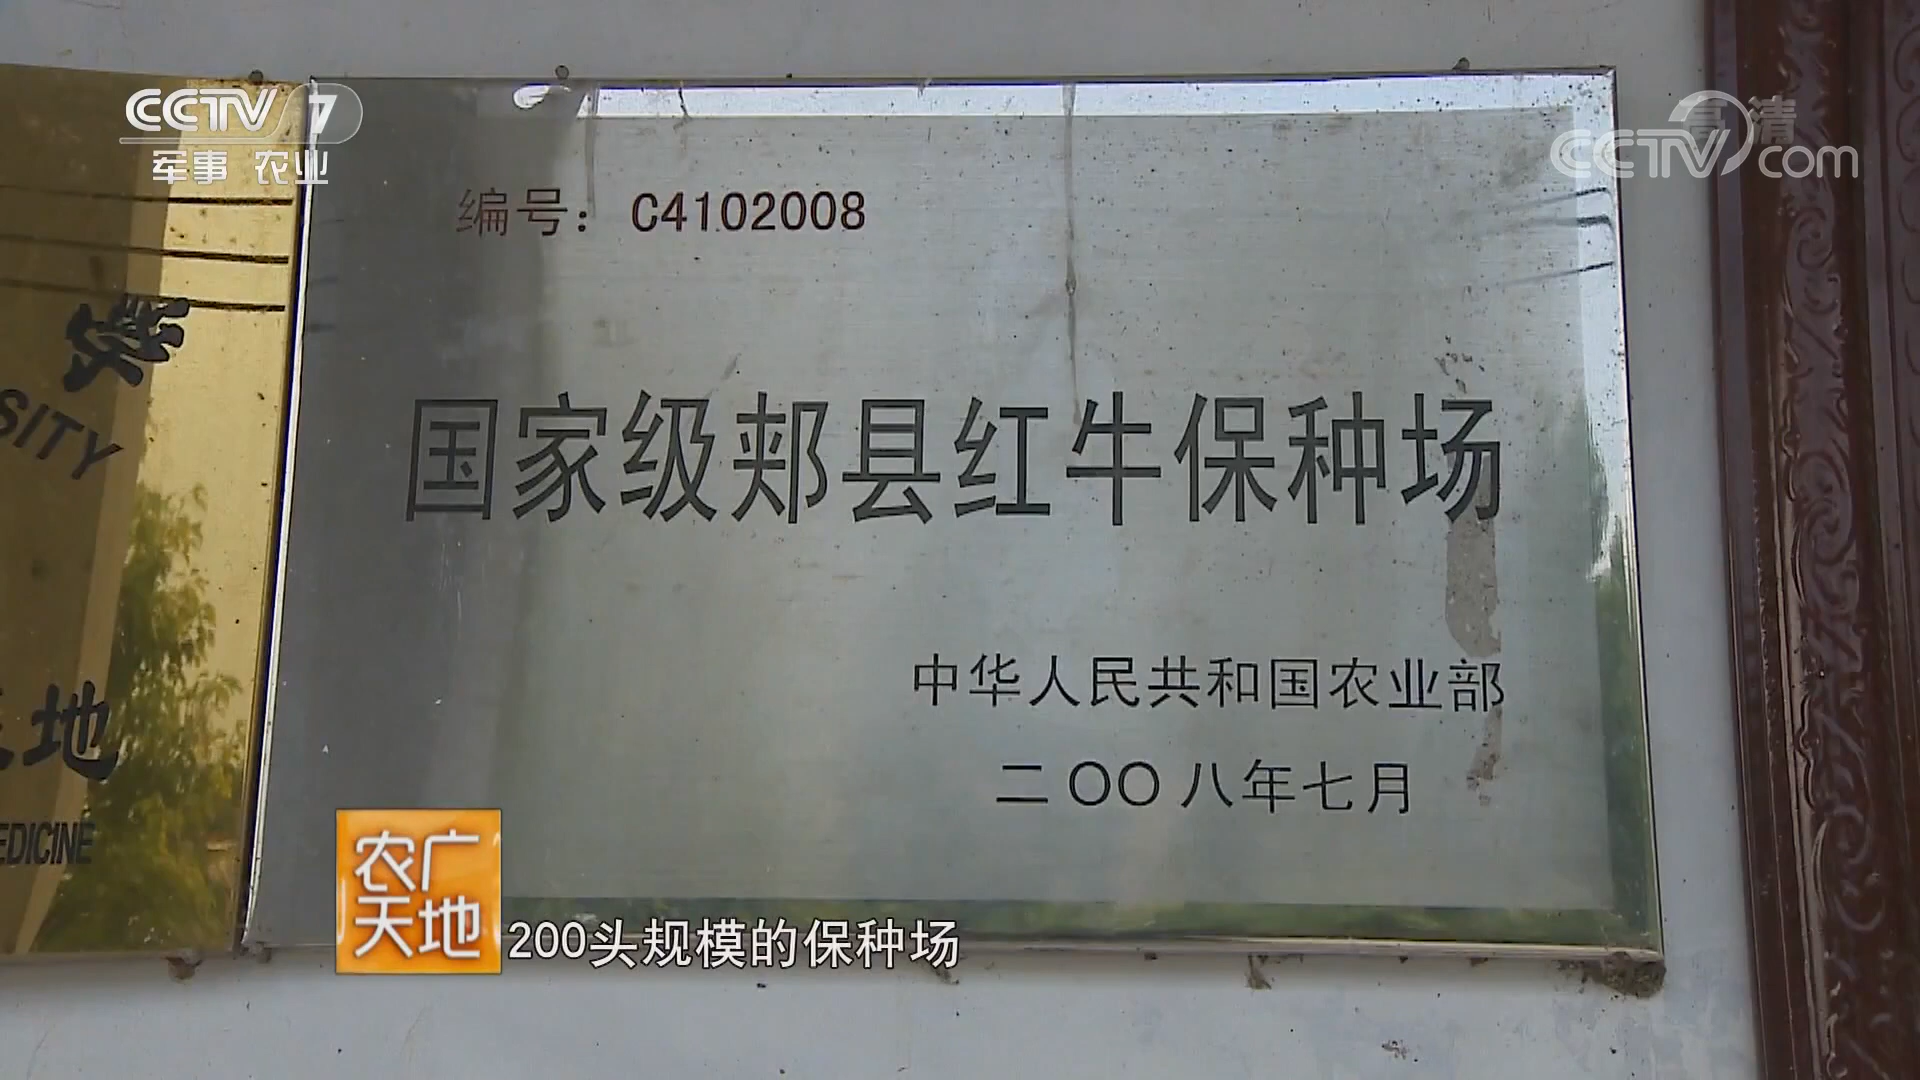 CCTV 7
军事 农业
高清
CCTV.com
编号：C4102008
国家级郏县红牛保种场
中华人民共和国农业部
二〇〇八年七月
SITY
地
EDICINE
农广
天地
200头规模的保种场